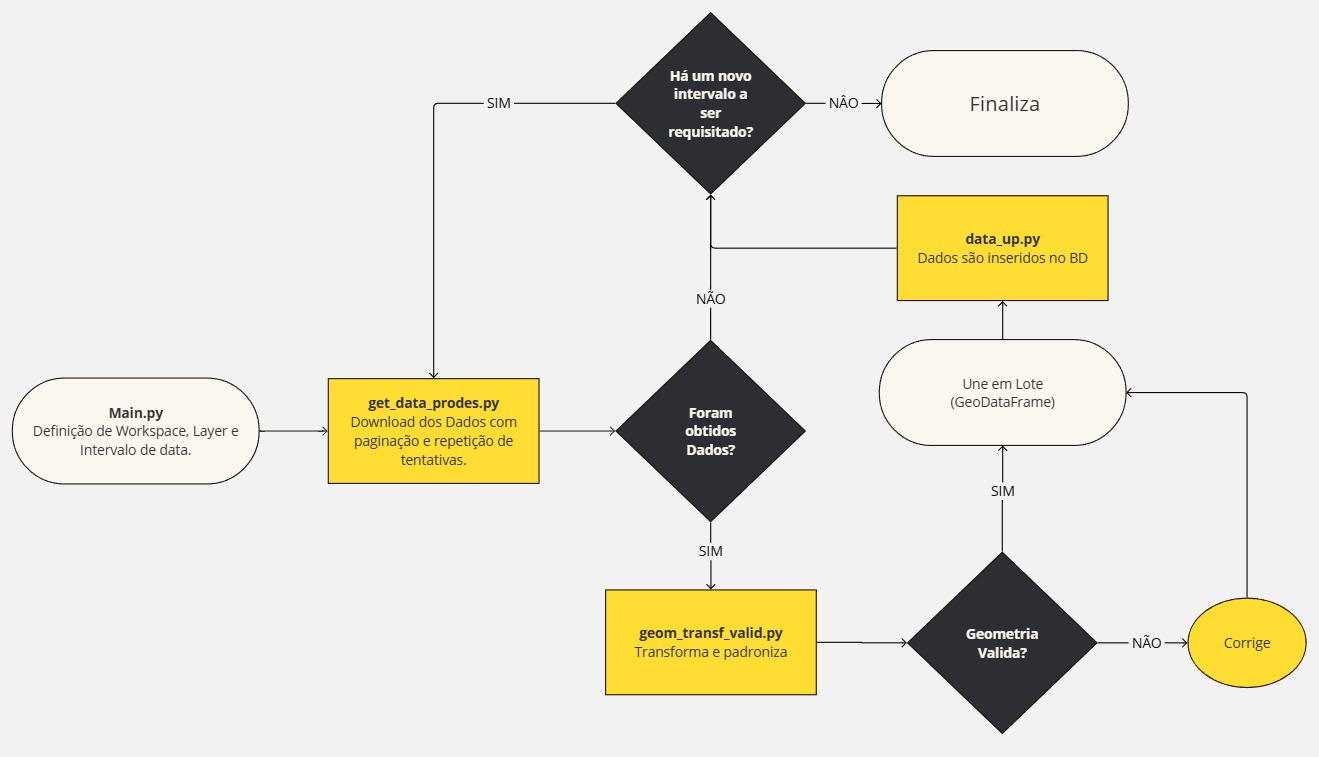 Há um novo
intervalo a
ser
requisitado?
SIM
NÂO
Finaliza
data_up.py
Dados são inseridos no BD
NÃO
Une em Lote
(GeoDataFrame)
Main.py
Definição de Workspace, Layer e
Intervalo de data.
get_data_prodes.py
Download dos Dados com
paginação e repetição de
tentativas.
Foram
obtidos
Dados?
SIM
SIM
geom_transf_valid.py
Transforma e padroniza
Geometria
Valida?
NÃO
Corrige